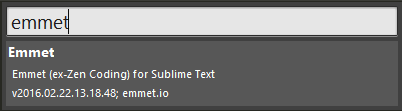 emmet
Emmet
Emmet (ex-Zen Coding) for Sublime Text
v2016.02.22.13.18.48; emmet.io